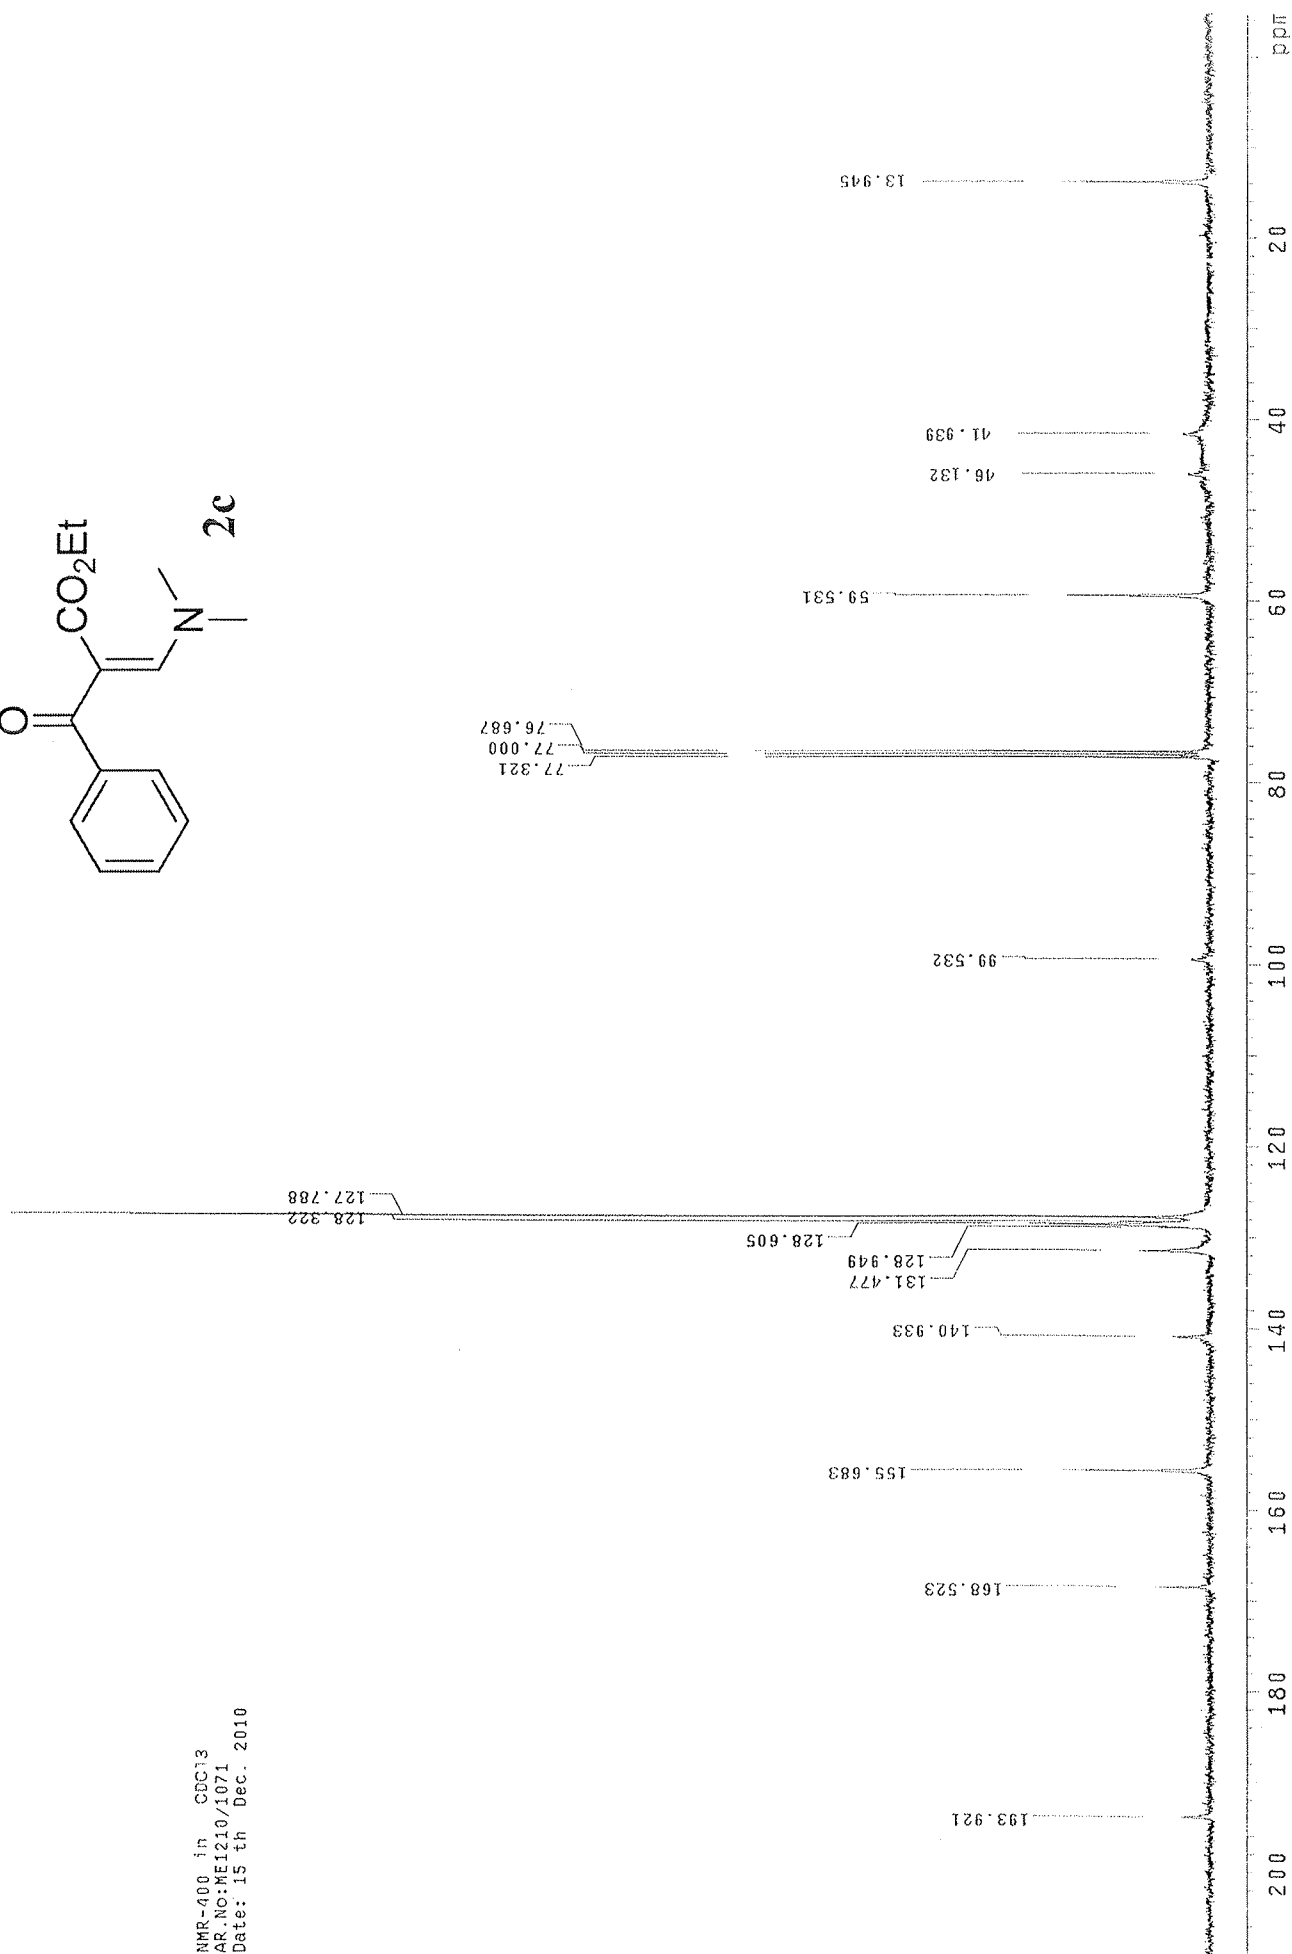 NMR-400 in CDCl3
AR.NO:ME1210/1071
Date: 15 th Dec. 2010
O
CO2Et
N
2c
193.921
168.523
155.683
140.933
131.477
128.949
128.605
128.322
127.788
99.532
77.321
77.000
76.687
59.531
46.132
41.939
13.945
200 180 160 140 120 100 80 60 40 20 ppm